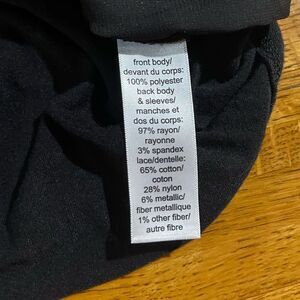 front body/
devant du corps:
100% polyester
back body
& sleeves/
manches et
dos du corps:
97% rayon/
rayonne
3% spandex
lace/dentelle:
65% cotton/
coton
28% nylon
6% metallic/
fiber metallique
1% other fiber/
autre fibre